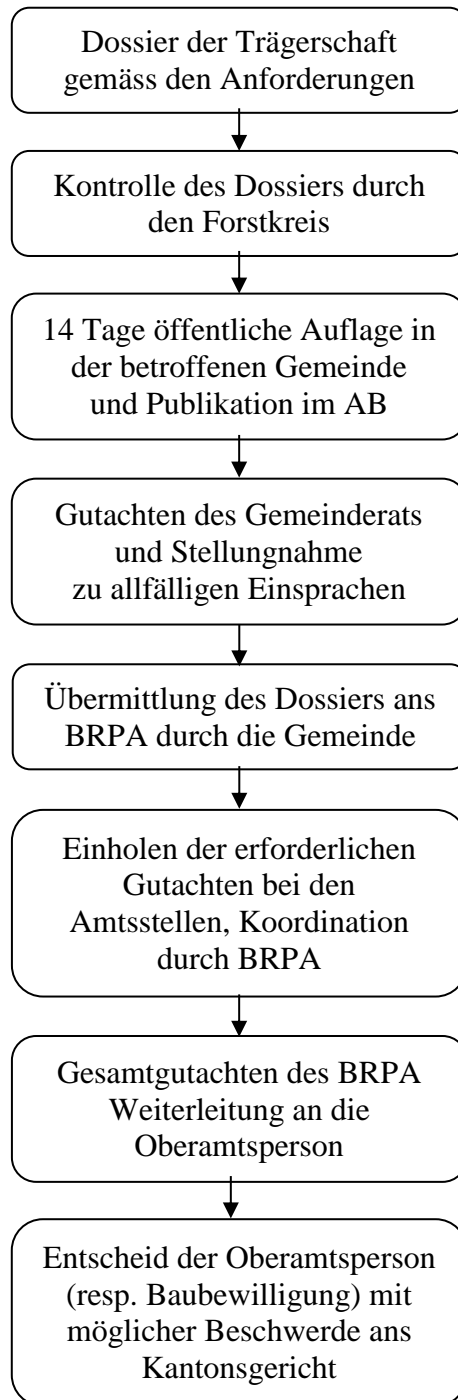 Dossier der Trägerschaft
gemäss den Anforderungen
Kontrolle des Dossiers durch
den Forstkreis
14 Tage öffentliche Auflage in
der betroffenen Gemeinde
und Publikation im AB
Gutachten des Gemeinderats
und Stellungnahme
zu allfälligen Einsprachen
Übermittlung des Dossiers ans
BRPA durch die Gemeinde
Einholen der erforderlichen
Gutachten bei den
Amtsstellen, Koordination
durch BRPA
Gesamtgutachten des BRPA
Weiterleitung an die
Oberamtsperson
Entscheid der Oberamtsperson
(resp. Baubewilligung) mit
möglicher Beschwerde ans
Kantonsgericht